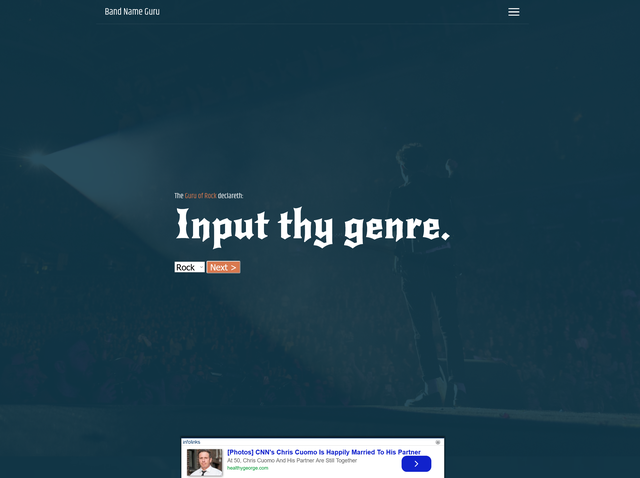 Band Name Guru
The Guru of Rock declareth:
Input thy genre.
Rock
Next >
infolinks
[Photos] CNN's Chris Cuomo Is Happily Married To His Partner
At 50, Chris Cuomo And His Partner Are Still Together
healthygeorge.com